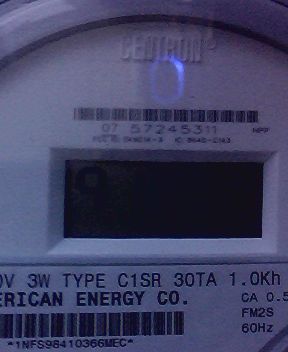 CENTRON
07 57245311 NPP
0V 3W TYPE C1SR 30TA 1.0Kh
ERICAN ENERGY CO. CA 0.5
FM2S
60Hz
*1NFS98410366MEC*